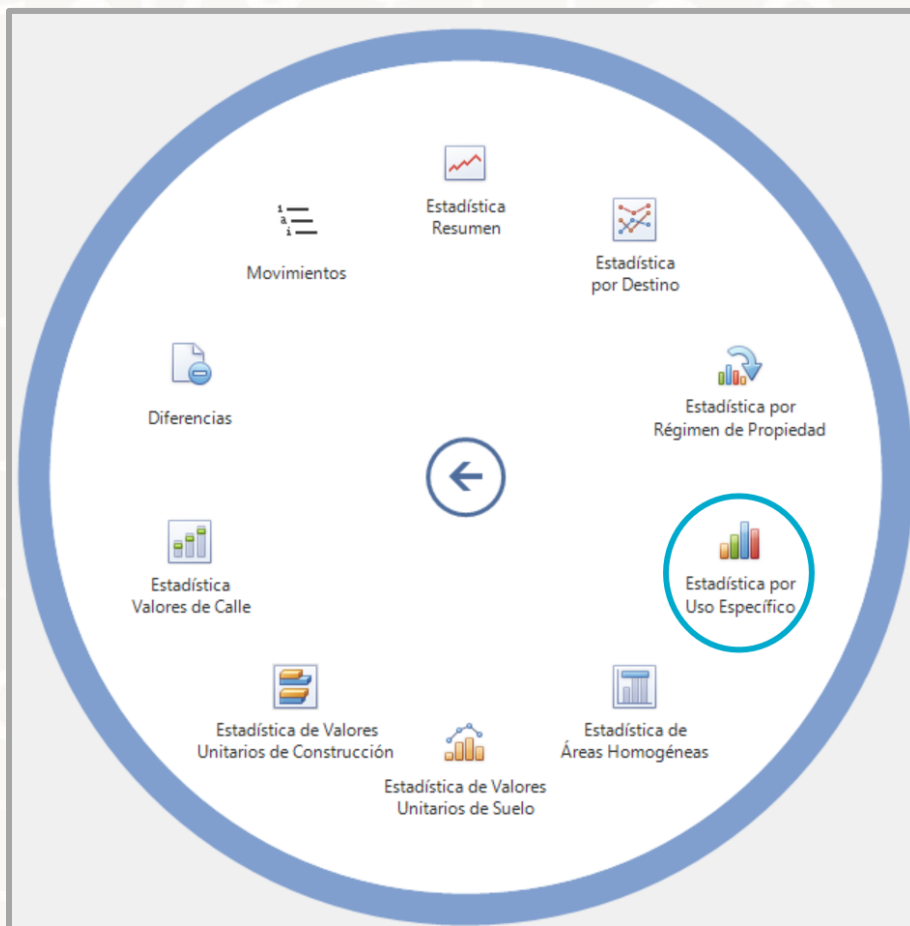 Estadística
Resumen
Movimientos
Estadística
por Destino
Diferencias
Estadística por
Régimen de Propiedad
Estadística
Valores de Calle
Estadística por
Uso Específico
Estadística de Valores
Unitarios de Construcción
Estadística de
Áreas Homogéneas
Estadística de Valores
Unitarios de Suelo